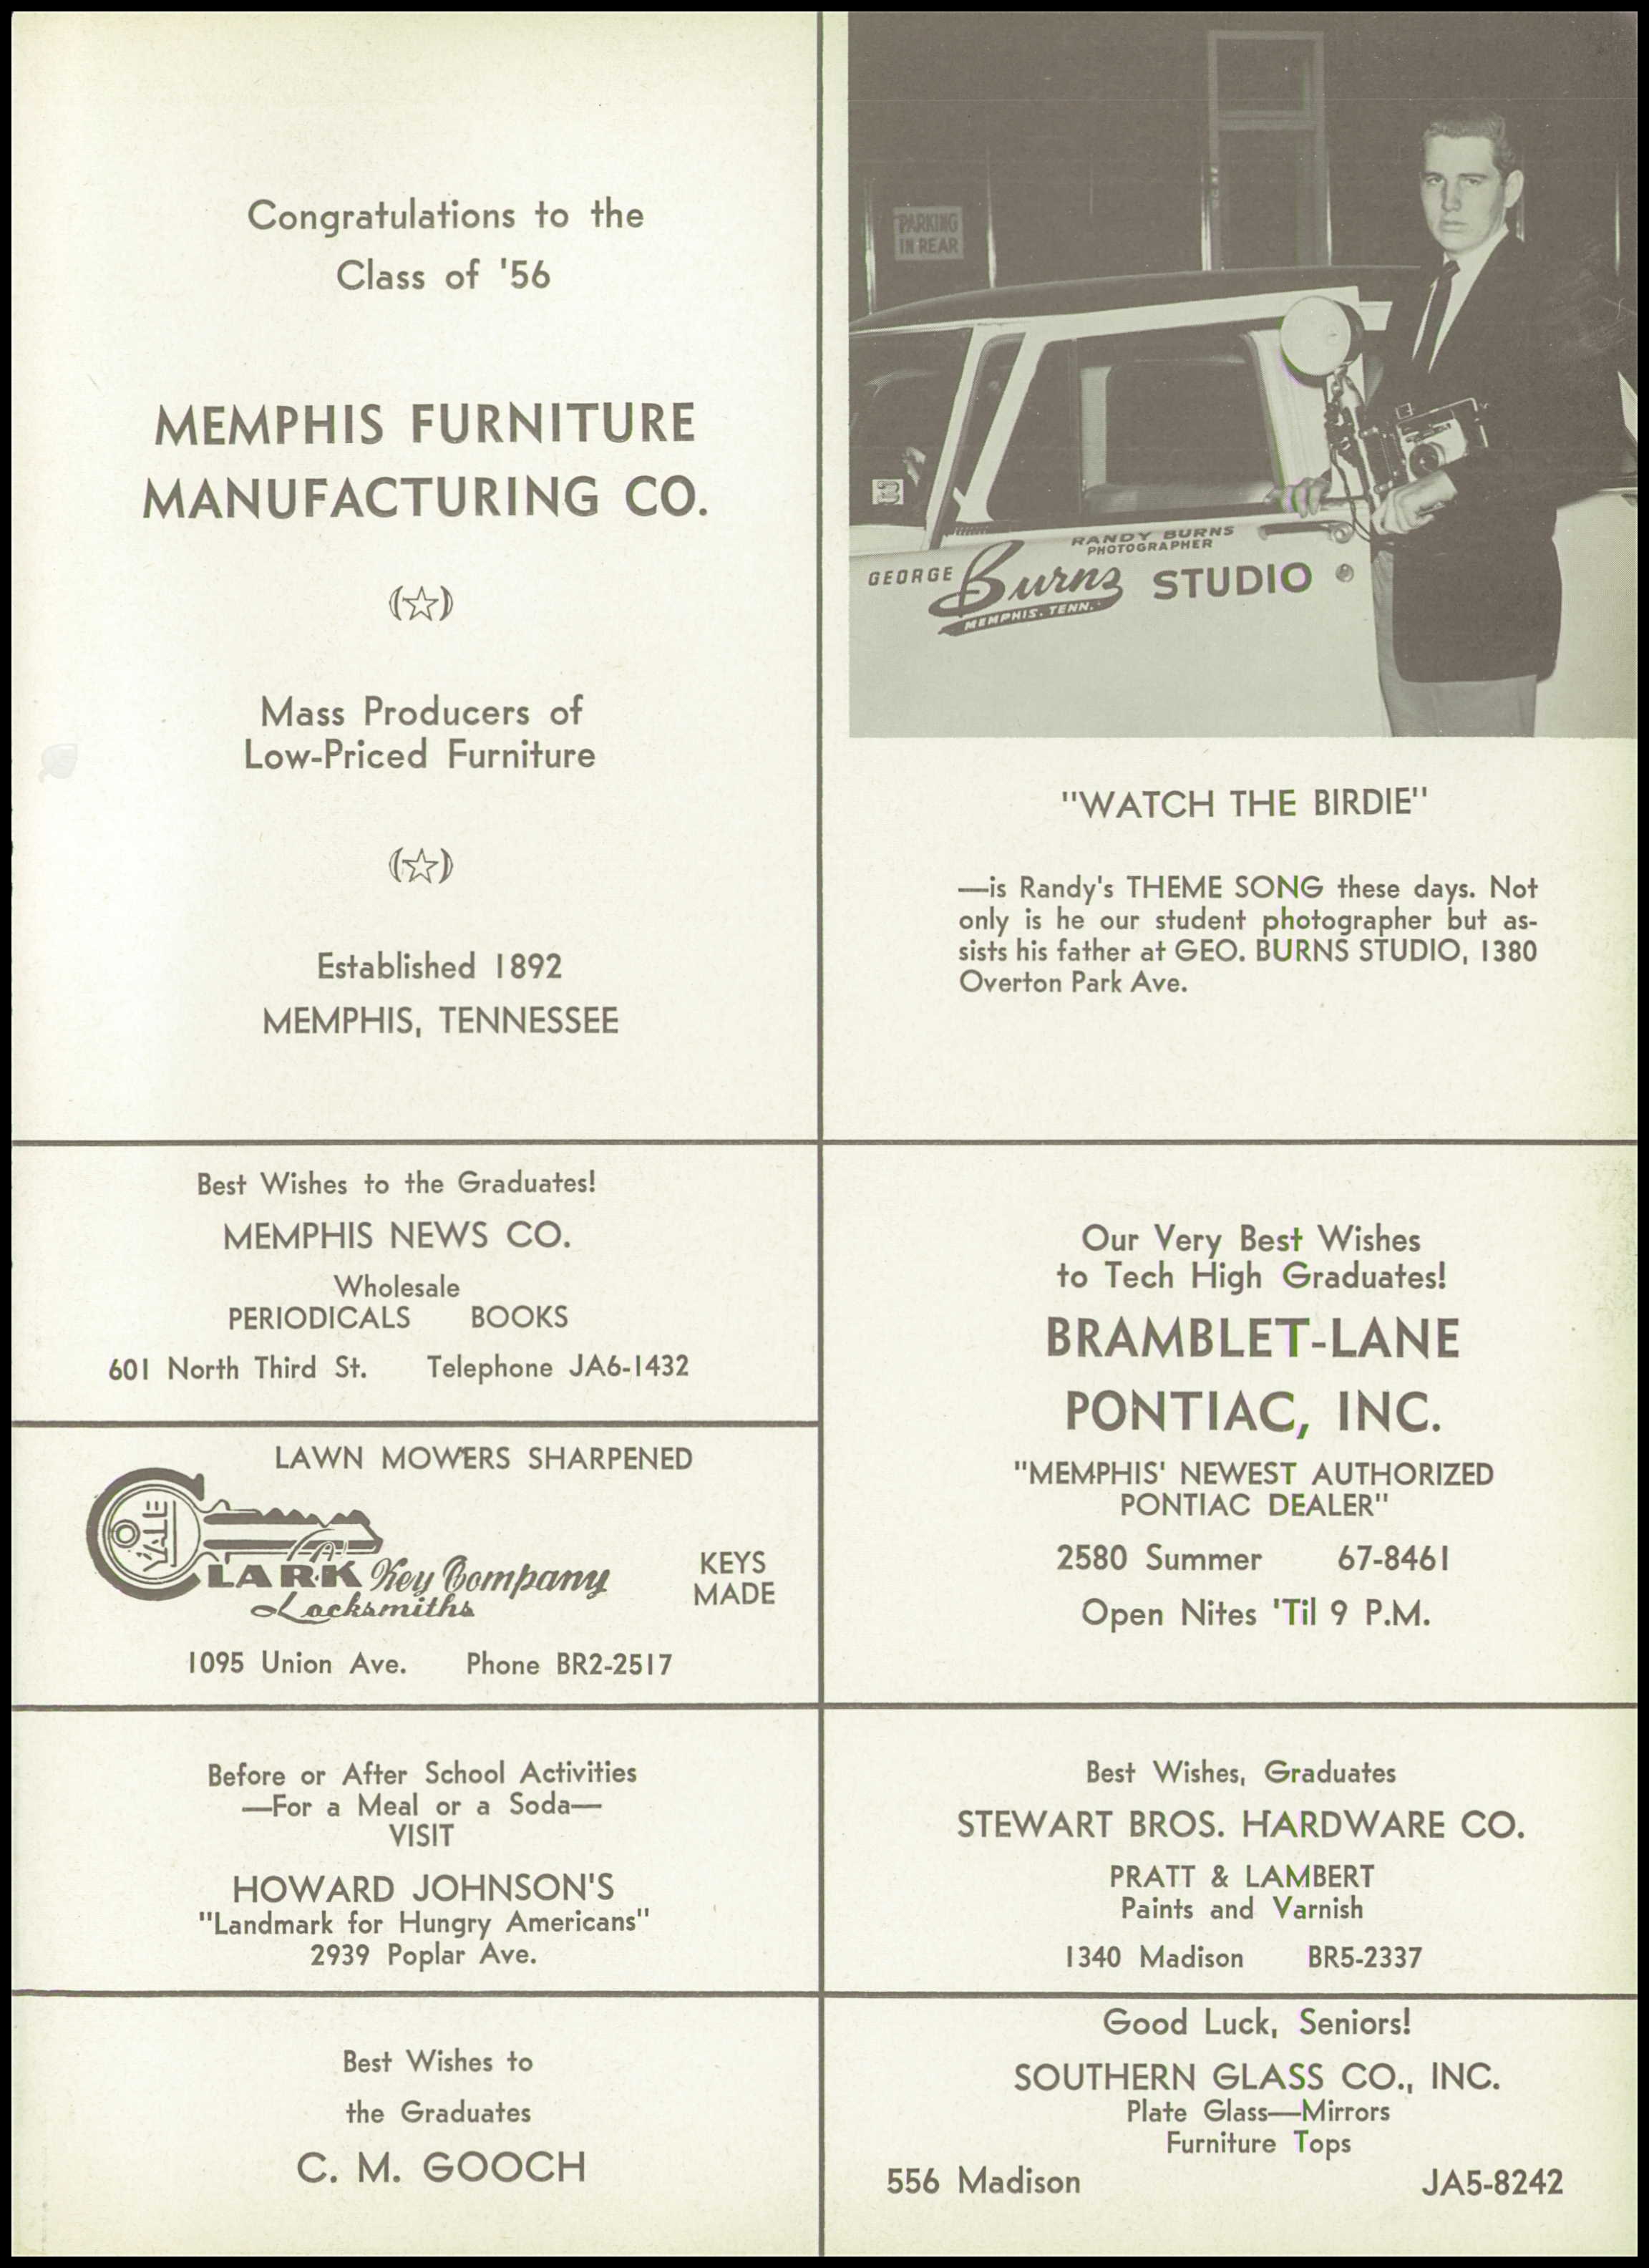 Congratulations to the
Class of '56
MEMPHIS FURNITURE
MANUFACTURING CO.
Mass Producers of
Low-Priced Furniture
Established 1892
MEMPHIS, TENNESSEE
PARKING
IN REAR
RANDY BURNS
PHOTOGRAPHER
GEORGE Burns STUDIO
MEMPHIS. TENN.
"WATCH THE BIRDIE"
—is Randy's THEME SONG these days. Not
only is he our student photographer but as-
sists his father at GEO. BURNS STUDIO, 1380
Overton Park Ave.
Best Wishes to the Graduates!
MEMPHIS NEWS CO.
Wholesale
PERIODICALS BOOKS
601 North Third St. Telephone JA6-1432
LAWN MOWERS SHARPENED
YALE
CLARK Key Company
Locksmiths
KEYS
MADE
1095 Union Ave. Phone BR2-2517
Our Very Best Wishes
to Tech High Graduates!
BRAMBLET-LANE
PONTIAC, INC.
"MEMPHIS' NEWEST AUTHORIZED
PONTIAC DEALER"
2580 Summer 67-8461
Open Nites 'Til 9 P.M.
Before or After School Activities
—For a Meal or a Soda—
VISIT
HOWARD JOHNSON'S
"Landmark for Hungry Americans"
2939 Poplar Ave.
Best Wishes, Graduates
STEWART BROS. HARDWARE CO.
PRATT & LAMBERT
Paints and Varnish
1340 Madison BR5-2337
Best Wishes to
the Graduates
C. M. GOOCH
Good Luck, Seniors!
SOUTHERN GLASS CO., INC.
Plate Glass—Mirrors
Furniture Tops
556 Madison JA5-8242